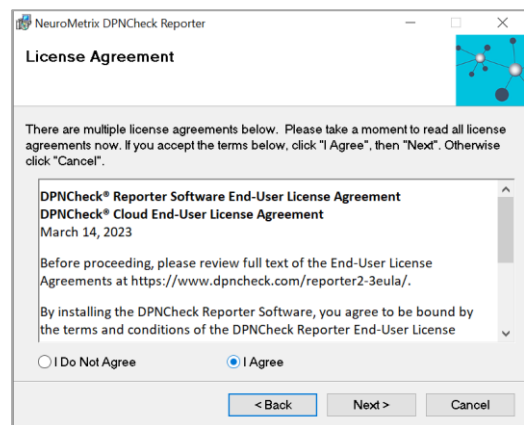 NeuroMetrix DPNCheck Reporter
License Agreement
There are multiple license agreements below. Please take a moment to read all license
agreements now. If you accept the terms below, click "I Agree", then "Next". Otherwise
click "Cancel".
DPNCheck® Reporter Software End-User License Agreement
DPNCheck® Cloud End-User License Agreement
March 14, 2023
Before proceeding, please review full text of the End-User License
Agreements at https://www.dpncheck.com/reporter2-3eula/.
By installing the DPNCheck Reporter Software, you agree to be bound by
the terms and conditions of the DPNCheck Reporter End-User License
I Do Not Agree I Agree
< Back Next > Cancel